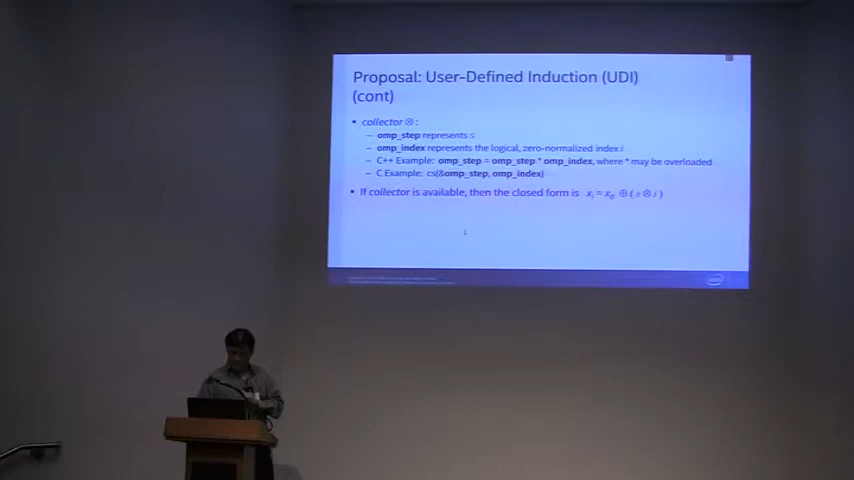 Proposal: User-Defined Induction (UDI)
(cont)
• collector ⊗:
– omp_step represents s
– omp_index represents the logical, zero-normalized index i
– C++ Example: omp_step = omp_step * omp_index, where * may be overloaded
– C Example: cs(&omp_step, omp_index)
• If collector is available, then the closed form is xᵢ = x₀ ⊕ ( s ⊗ i )
intel